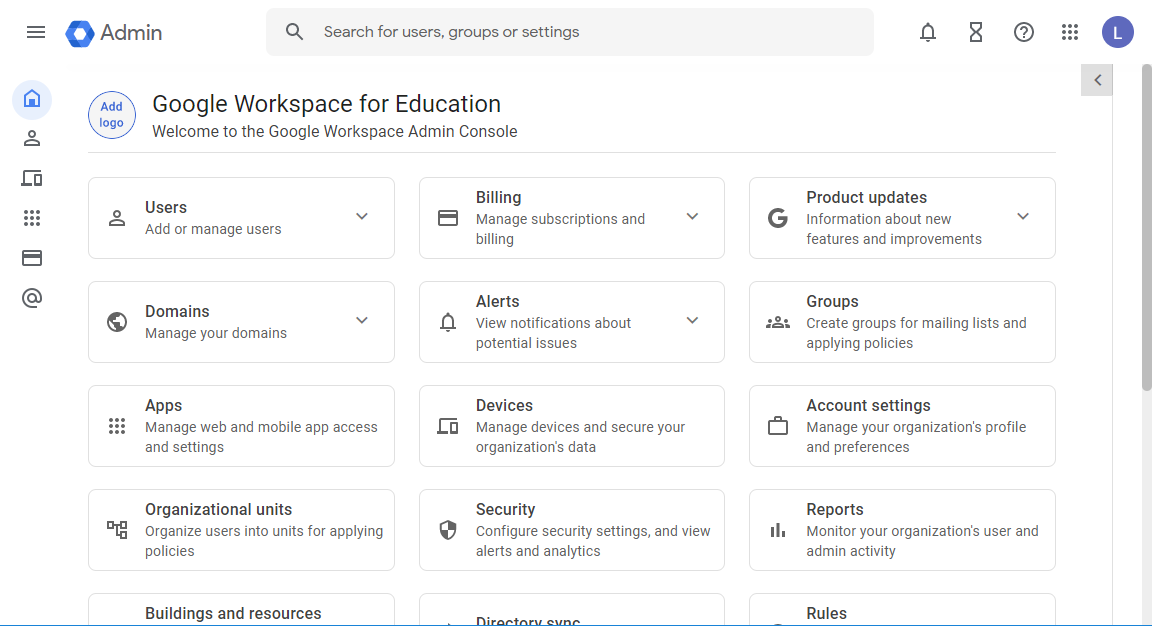 Admin
Search for users, groups or settings
L
Add
logo
Google Workspace for Education
Welcome to the Google Workspace Admin Console
Users
Add or manage users
Billing
Manage subscriptions and
billing
Product updates
Information about new
features and improvements
Domains
Manage your domains
Alerts
View notifications about
potential issues
Groups
Create groups for mailing lists and
applying policies
Apps
Manage web and mobile app access
and settings
Devices
Manage devices and secure your
organization's data
Account settings
Manage your organization's profile
and preferences
Organizational units
Organize users into units for applying
policies
Security
Configure security settings, and view
alerts and analytics
Reports
Monitor your organization's user and
admin activity
Buildings and resources
Directory sync
Rules